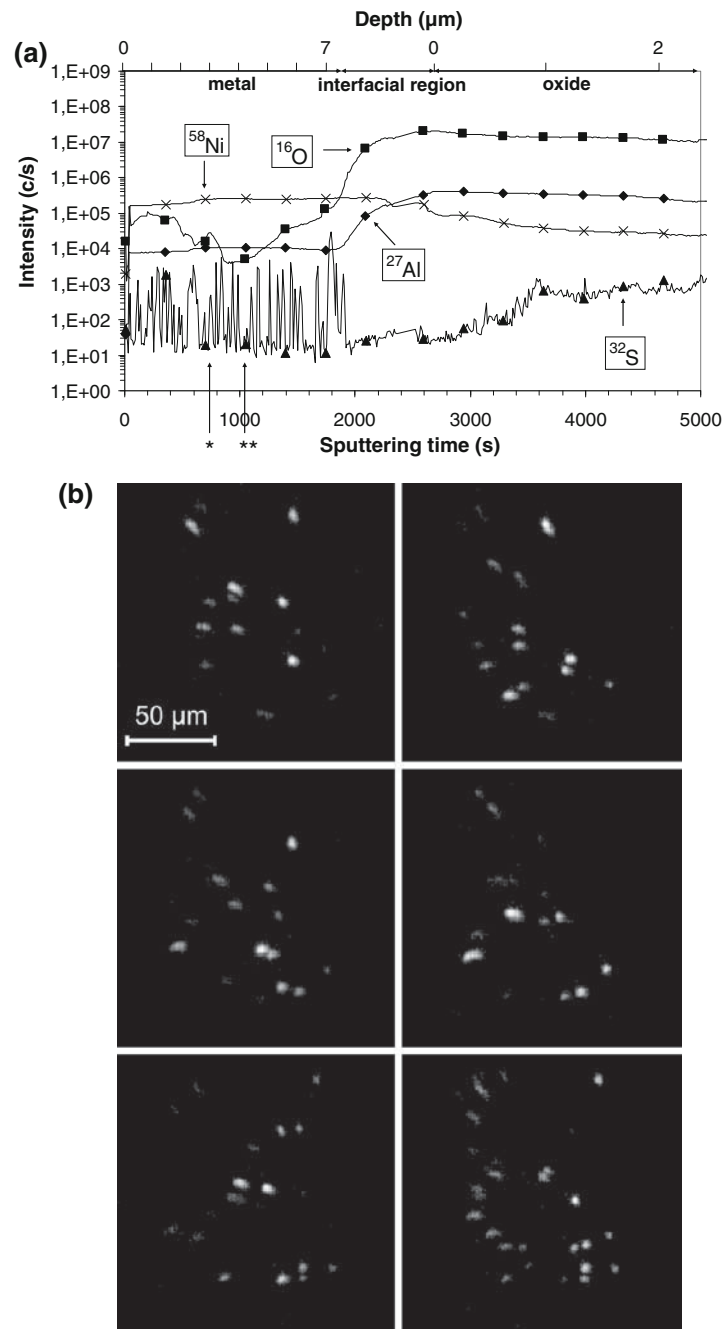 (a)
Depth (µm)
0 7 0 2
1,E+09
1,E+08
1,E+07
1,E+06
1,E+05
1,E+04
1,E+03
1,E+02
1,E+01
1,E+00
Intensity (c/s)
metal interfacial region oxide
58Ni
16O
27Al
32S
0 1000 2000 3000 4000 5000
* **
Sputtering time (s)
(b)
50 µm